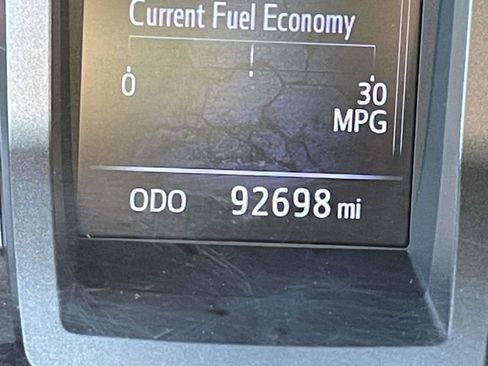 Current Fuel Economy
0 30
MPG
ODO 92698 mi